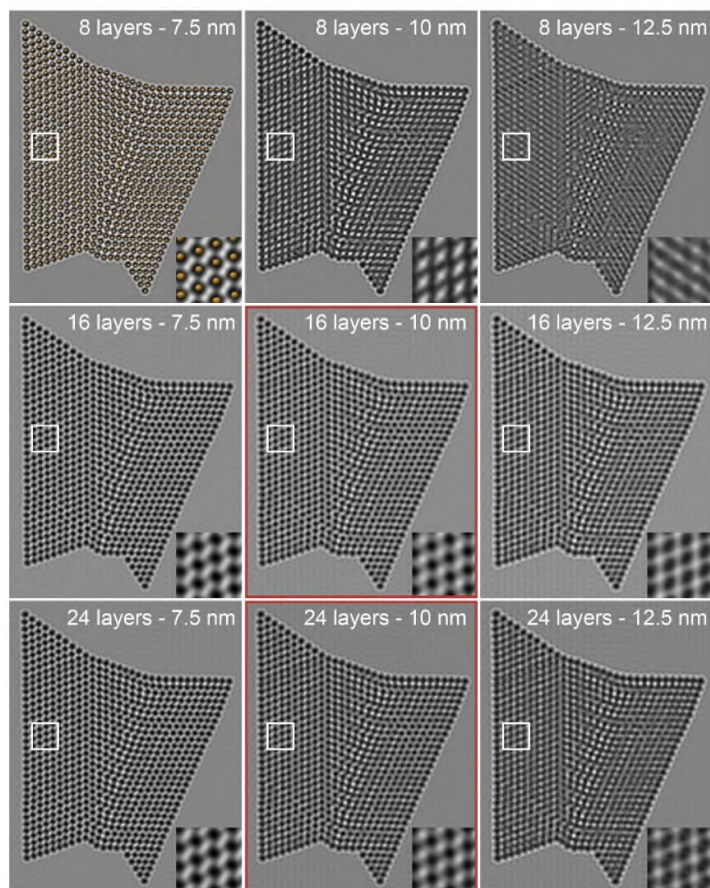 8 layers - 7.5 nm
8 layers - 10 nm
8 layers - 12.5 nm
16 layers - 7.5 nm
16 layers - 10 nm
16 layers - 12.5 nm
24 layers - 7.5 nm
24 layers - 10 nm
24 layers - 12.5 nm